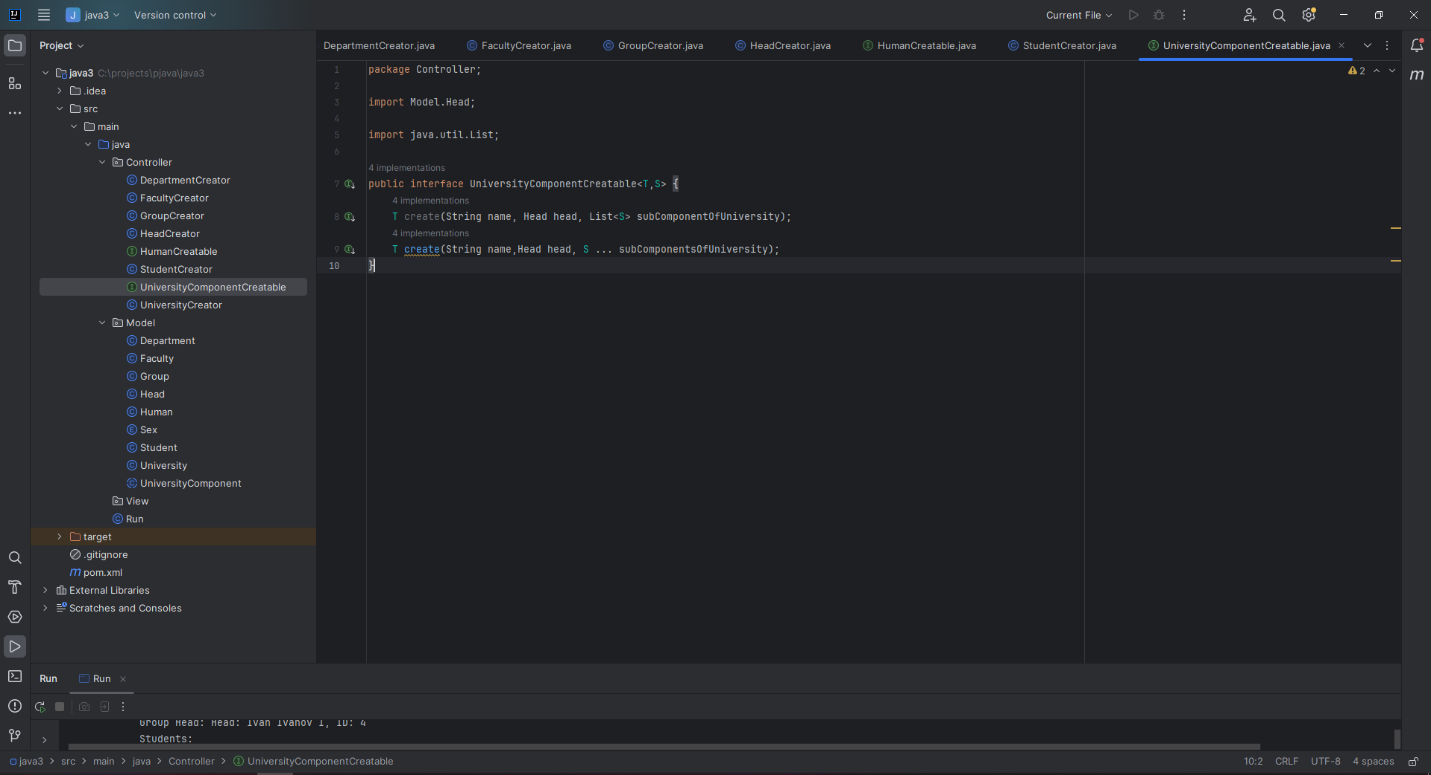 IJ
J java3 Version control Current File
Project
DepartmentCreator.java FacultyCreator.java GroupCreator.java HeadCreator.java HumanCreatable.java StudentCreator.java UniversityComponentCreatable.java
java3 C:\projects\pjava\java3
.idea
src
main
java
Controller
DepartmentCreator
FacultyCreator
GroupCreator
HeadCreator
HumanCreatable
StudentCreator
UniversityComponentCreatable
UniversityCreator
Model
Department
Faculty
Group
Head
Human
Sex
Student
University
UniversityComponent
View
Run
target
.gitignore
pom.xml
External Libraries
Scratches and Consoles
1 package Controller;
2
3 import Model.Head;
4
5 import java.util.List;
6
4 implementations
7 public interface UniversityComponentCreatable<T,S> {
4 implementations
8 T create(String name, Head head, List<S> subComponentOfUniversity);
4 implementations
9 T create(String name,Head head, S ... subComponentsOfUniversity);
10 }
2
m
Run Run
Group Head: Head: Ivan Ivanov I, ID: 4
Students:
java3 > src > main > java > Controller > UniversityComponentCreatable 10:2 CRLF UTF-8 4 spaces